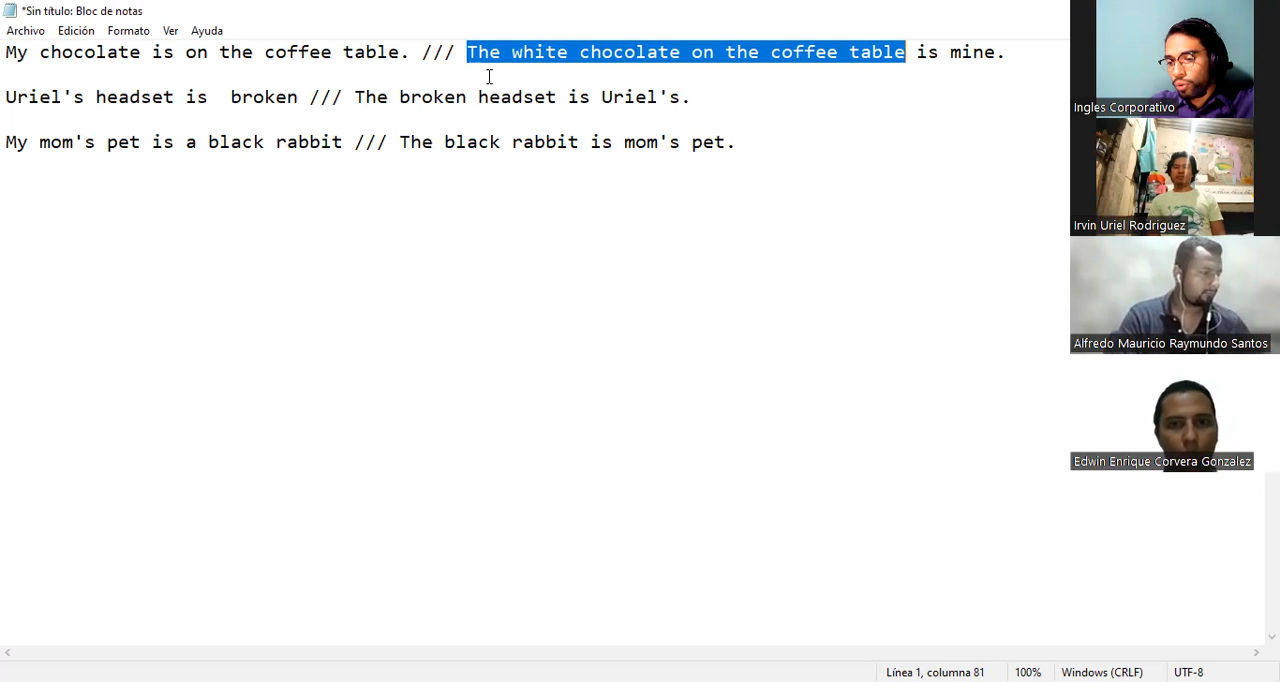 *Sin título: Bloc de notas
Archivo Edición Formato Ver Ayuda
My chocolate is on the coffee table. /// The white chocolate on the coffee table is mine.
Uriel's headset is  broken /// The broken headset is Uriel's.
My mom's pet is a black rabbit /// The black rabbit is mom's pet.
Ingles Corporativo
Irvin Uriel Rodriguez
Alfredo Mauricio Raymundo Santos
Edwin Enrique Corvera Gonzalez
Línea 1, columna 81 100% Windows (CRLF) UTF-8